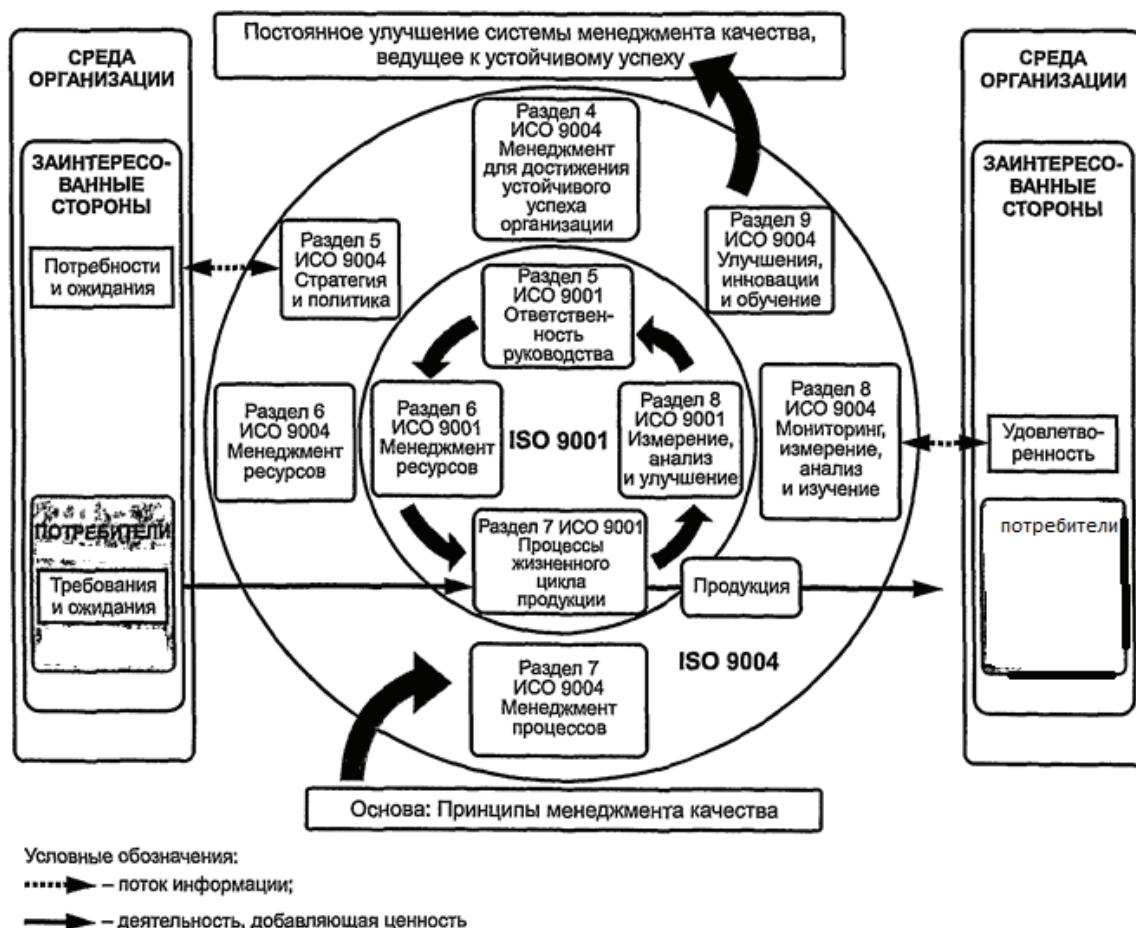 Постоянное улучшение системы менеджмента качества,
ведущее к устойчивому успеху
СРЕДА
ОРГАНИЗАЦИИ
ЗАИНТЕРЕСО-
ВАННЫЕ
СТОРОНЫ
Потребности
и ожидания
ПОТРЕБИТЕЛИ
Требования
и ожидания
Раздел 4
ИСО 9004
Менеджмент
для достижения
устойчивого
успеха
организации
Раздел 5
ИСО 9004
Стратегия
и политика
Раздел 9
ИСО 9004
Улучшения,
инновации
и обучение
Раздел 5
ИСО 9001
Ответствен-
ность
руководства
Раздел 6
ИСО 9004
Менеджмент
ресурсов
Раздел 6
ИСО 9001
Менеджмент
ресурсов
ISO 9001
Раздел 8
ИСО 9001
Измерение,
анализ
и улучшение
Раздел 8
ИСО 9004
Мониторинг,
измерение,
анализ
и изучение
Раздел 7 ИСО 9001
Процессы
жизненного
цикла
продукции
Продукция
ISO 9004
Раздел 7
ИСО 9004
Менеджмент
процессов
СРЕДА
ОРГАНИЗАЦИИ
ЗАИНТЕРЕСО-
ВАННЫЕ
СТОРОНЫ
Удовлетво-
ренность
потребители
Основа: Принципы менеджмента качества
Условные обозначения:
– поток информации;
– деятельность, добавляющая ценность